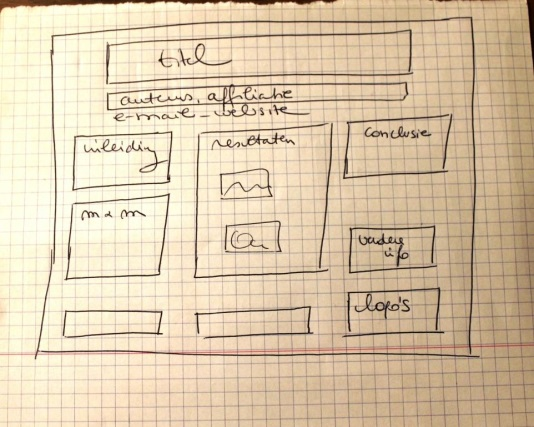 titel
auteurs, affiliatie
e-mail - website
inleiding
m & m
resultaten
conclusie
verdere
info
logo's